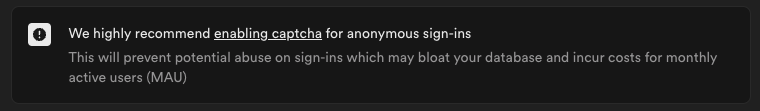 We highly recommend enabling captcha for anonymous sign-ins
This will prevent potential abuse on sign-ins which may bloat your database and incur costs for monthly
active users (MAU)